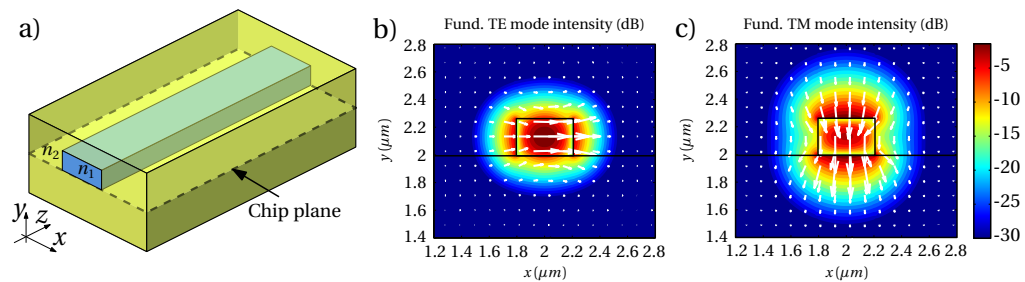 a)
n2
n1
Chip plane
y
z
x
b)
Fund. TE mode intensity (dB)
2.8
2.6
2.4
2.2
2
1.8
1.6
1.4
y (μm)
1.2 1.4 1.6 1.8 2 2.2 2.4 2.6 2.8
x (μm)
c)
Fund. TM mode intensity (dB)
2.8
2.6
2.4
2.2
2
1.8
1.6
1.4
y (μm)
1.2 1.4 1.6 1.8 2 2.2 2.4 2.6 2.8
x (μm)
-5
-10
-15
-20
-25
-30